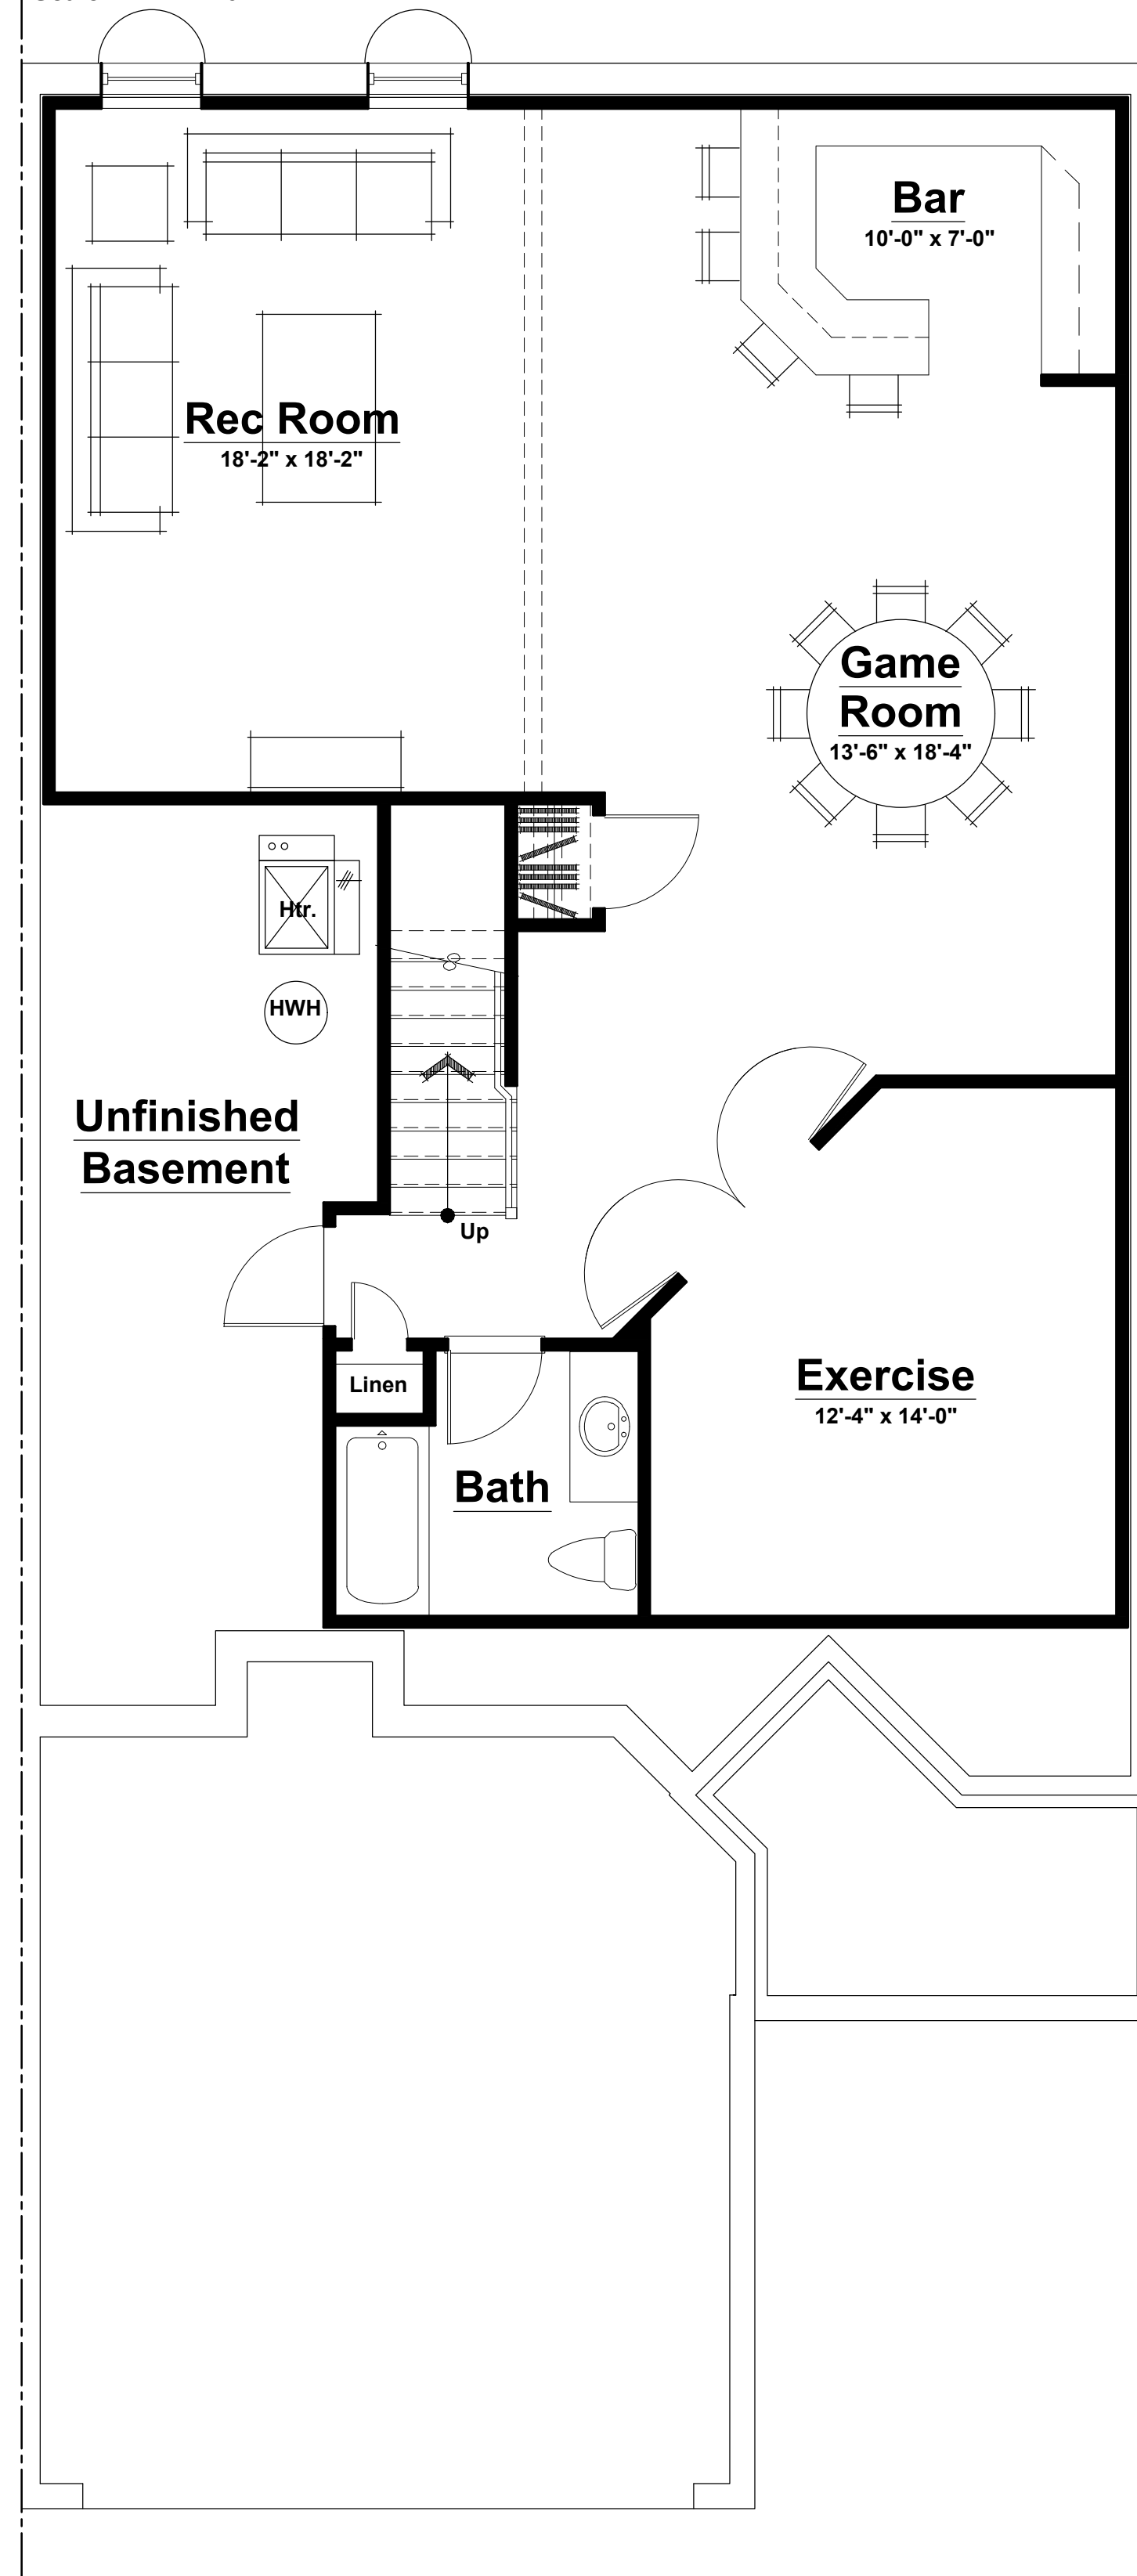 Bar
10'-0" x 7'-0"
Rec Room
18'-2" x 18'-2"
Game
Room
13'-6" x 18'-4"
Htr.
HWH
Unfinished
Basement
Up
Exercise
12'-4" x 14'-0"
Linen
Bath